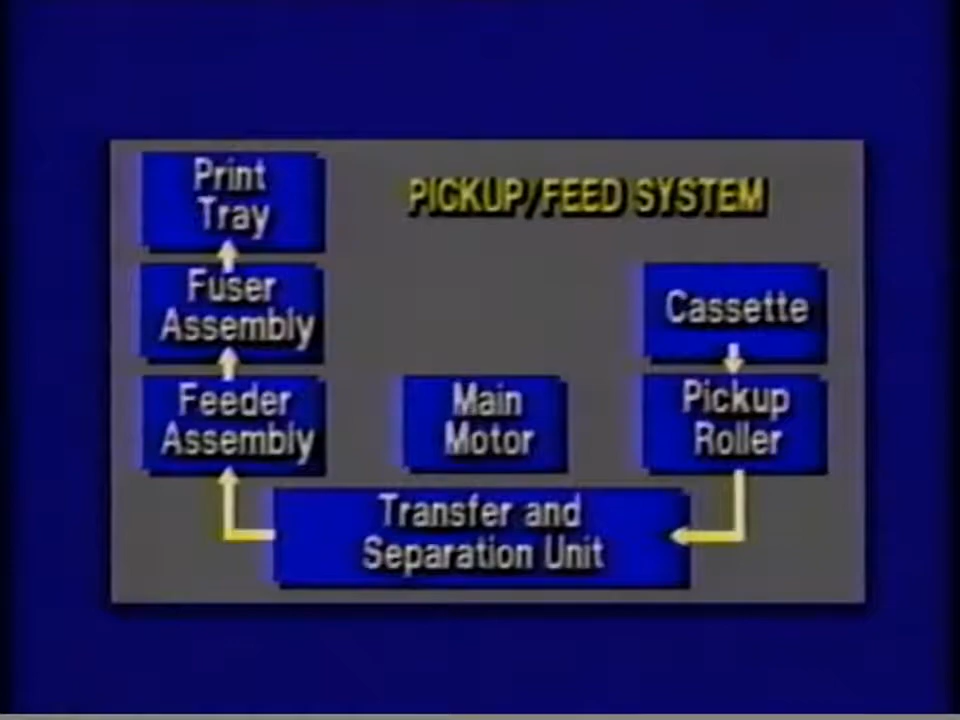 Print
Tray
PICKUP/FEED SYSTEM
Fuser
Assembly
Cassette
Feeder
Assembly
Main
Motor
Pickup
Roller
Transfer and
Separation Unit